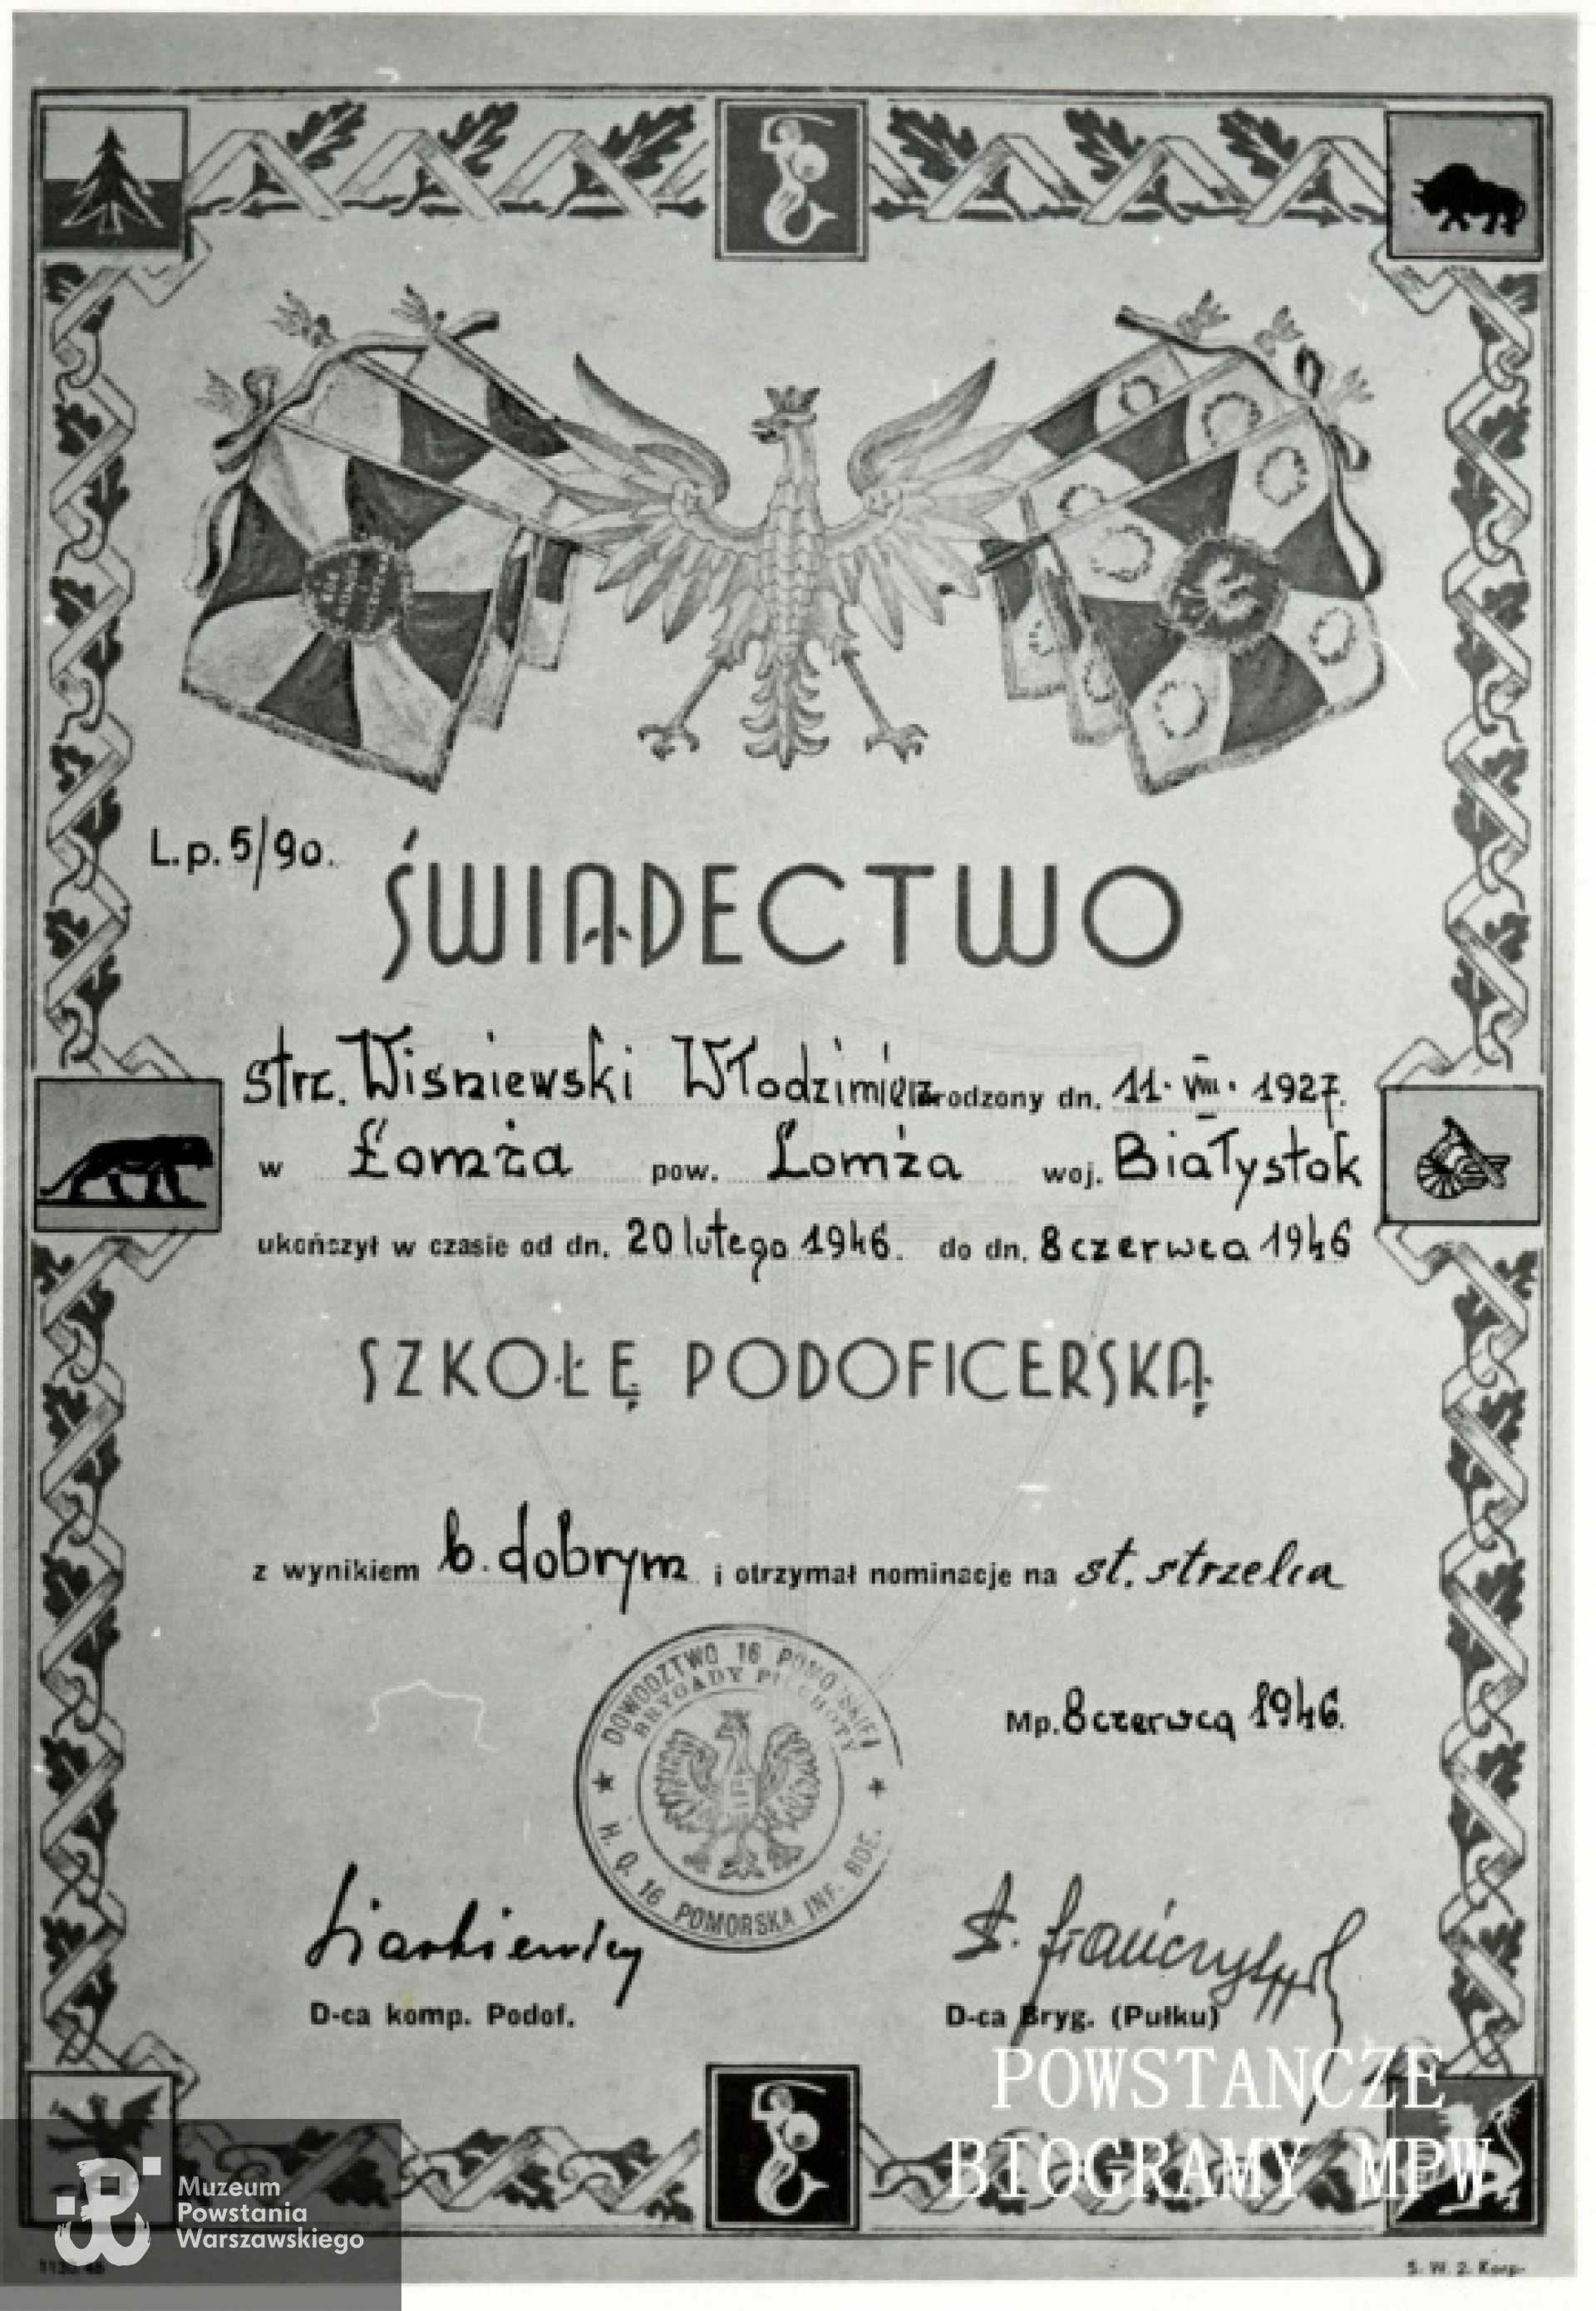 L.p. 5/90.
ŚWIADECTWO
strz. Wiśniewski Włodzimierz urodzony dn. 11. VIII. 1927.
w Łomża pow. Łomża woj. Białystok
ukończył w czasie od dn. 20 lutego 1946. do dn. 8 czerwca 1946
SZKOŁĘ PODOFICERSKĄ
z wynikiem b. dobrym i otrzymał nominację na st. strzelca
DOWÓDZTWO 16 POMORSKIEJ
BRYGADY PIECHOTY
H. Q. 16 POMORSKA INF. BDE.
Mp. 8 czerwca 1946.
D-ca komp. Podof.
D-ca Bryg. (Pułku)
POWSTANCZE
BIOGRAMY MPW
Muzeum
Powstania
Warszawskiego
S. W. 2. Korp.